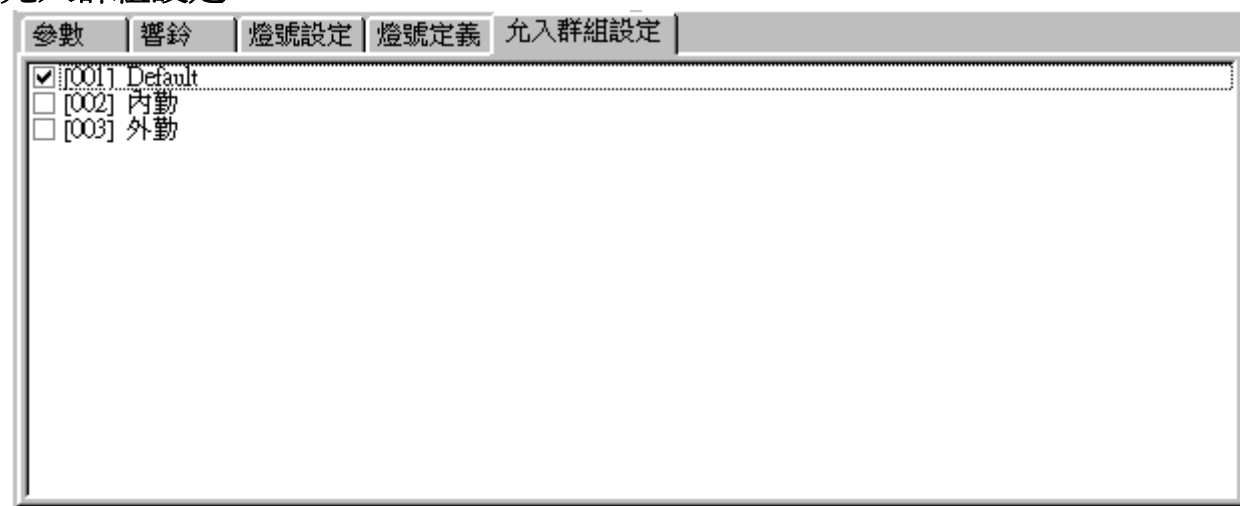 參數 響鈴 燈號設定 燈號定義 允入群組設定
[001] Default
[002] 內勤
[003] 外勤